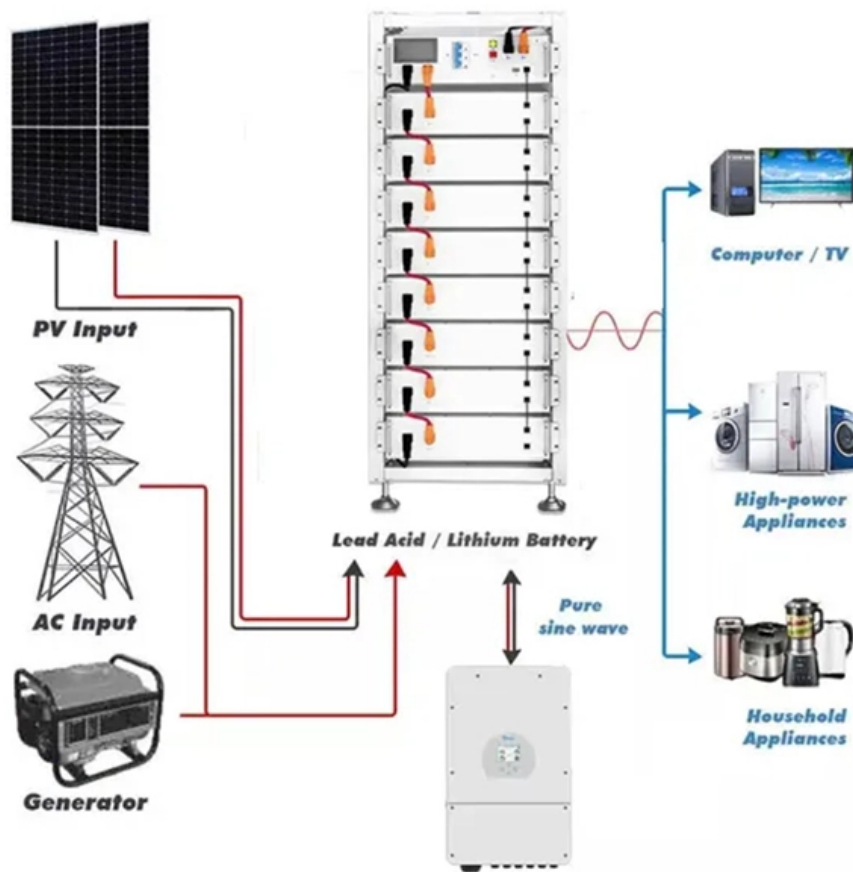 PV Input
AC Input
Generator
Lead Acid / Lithium Battery
Pure
sine wave
Computer / TV
High-power
Appliances
Household
Appliances